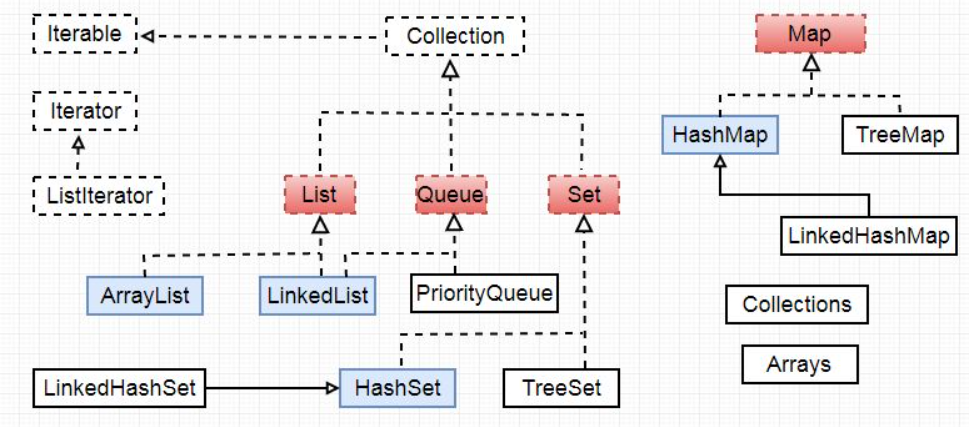 Iterable
Collection
Map
Iterator
HashMap
TreeMap
ListIterator
List
Queue
Set
LinkedHashMap
ArrayList
LinkedList
PriorityQueue
Collections
Arrays
LinkedHashSet
HashSet
TreeSet